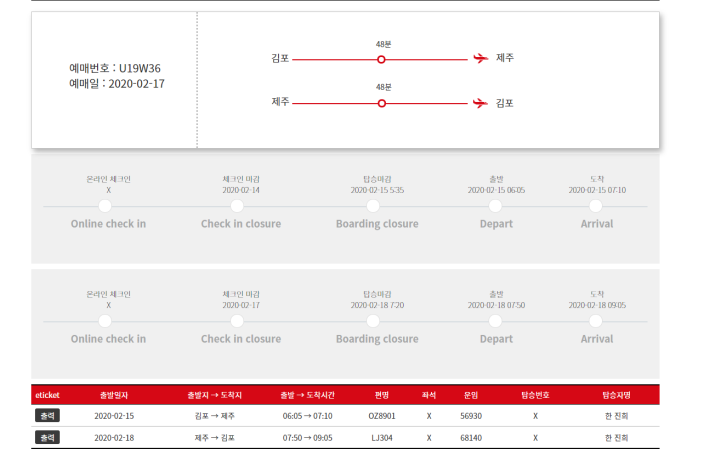 예매번호 : U19W36
예매일 : 2020-02-17
48분
김포 제주
48분
제주 김포
온라인 체크인 체크인 마감 탑승마감 출발 도착
X 2020-02-14 2020-02-15 5:35 2020-02-15 06:05 2020-02-15 07:10
Online check in Check in closure Boarding closure Depart Arrival
온라인 체크인 체크인 마감 탑승마감 출발 도착
X 2020-02-17 2020-02-18 7:20 2020-02-18 07:50 2020-02-18 09:05
Online check in Check in closure Boarding closure Depart Arrival
eticket 출발일자 출발지 → 도착지 출발 → 도착시간 편명 좌석 운임 탑승번호 탑승자명
출력 2020-02-15 김포 → 제주 06:05 → 07:10 OZ8901 X 56930 X 한 진희
출력 2020-02-18 제주 → 김포 07:50 → 09:05 LJ304 X 68140 X 한 진희